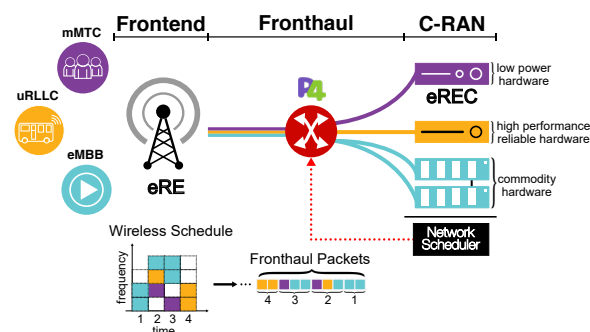 Frontend
Fronthaul
C-RAN
mMTC
uRLLC
eMBB
eRE
P4
eREC
low power
hardware
high performance
reliable hardware
commodity
hardware
Network
Scheduler
Wireless Schedule
frequency
1 2 3 4
time
Fronthaul Packets
...
4 3 2 1